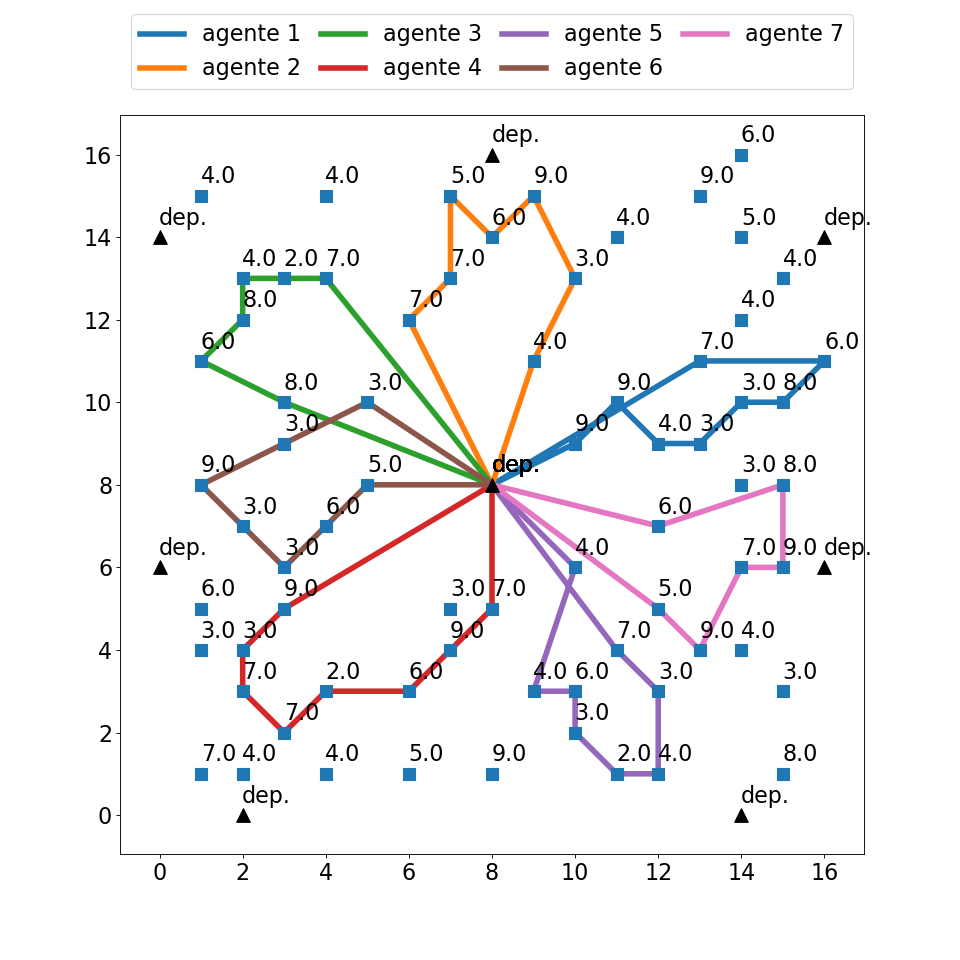 agente 1 agente 3 agente 5 agente 7
agente 2 agente 4 agente 6
6.0
dep.
16
4.0 4.0 5.0 9.0 9.0
dep. 6.0 4.0 5.0 dep.
14
4.0 2.0 7.0 7.0 3.0 4.0
8.0 7.0 4.0
12
6.0 4.0 7.0 6.0
8.0 3.0 9.0 3.0 8.0
10
3.0 9.0 4.0 3.0
9.0 5.0 dep. 3.0 8.0
8
3.0 6.0 6.0
dep. 3.0 4.0 7.0 9.0 dep.
6
6.0 9.0 3.0 7.0 5.0
3.0 3.0 9.0 7.0 9.0 4.0
4
7.0 2.0 6.0 4.0 6.0 3.0 3.0
7.0 3.0
2
7.0 4.0 4.0 5.0 9.0 2.0 4.0 8.0
dep. dep.
0
0 2 4 6 8 10 12 14 16